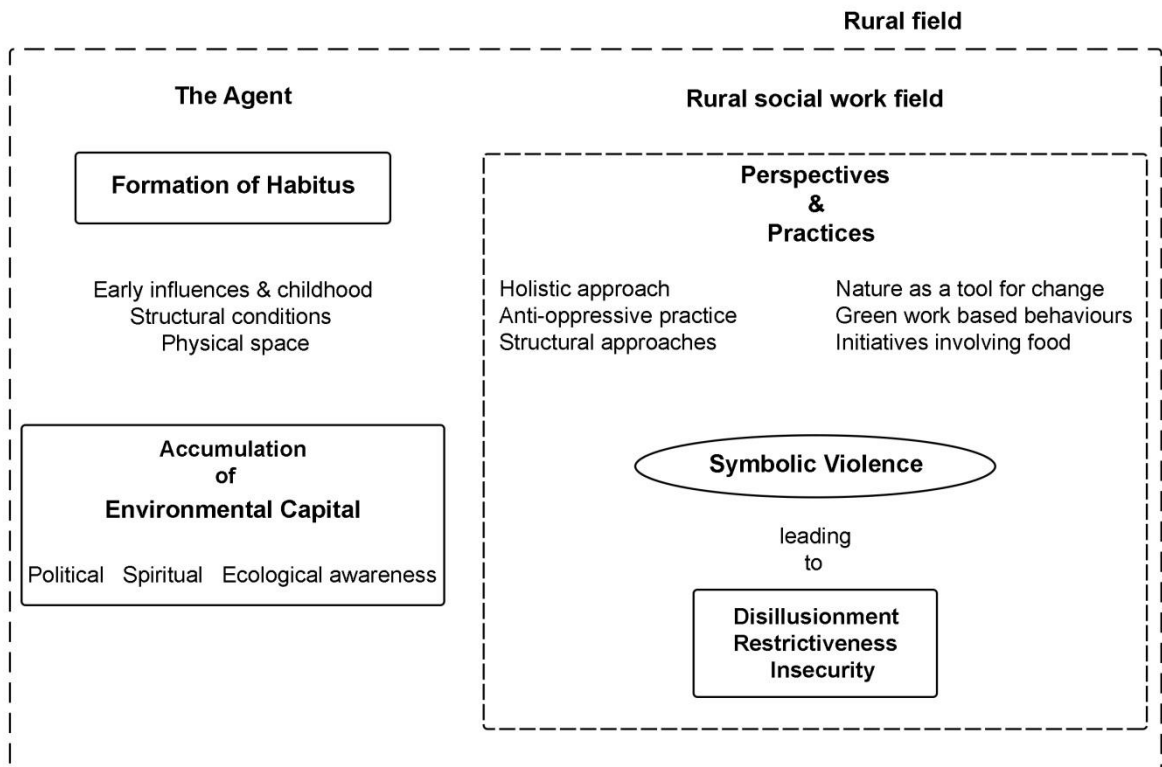 Rural field
The Agent
Formation of Habitus
Early influences & childhood
Structural conditions
Physical space
Accumulation
of
Environmental Capital
Political Spiritual Ecological awareness
Rural social work field
Perspectives
&
Practices
Holistic approach
Anti-oppressive practice
Structural approaches
Nature as a tool for change
Green work based behaviours
Initiatives involving food
Symbolic Violence
leading
to
Disillusionment
Restrictiveness
Insecurity